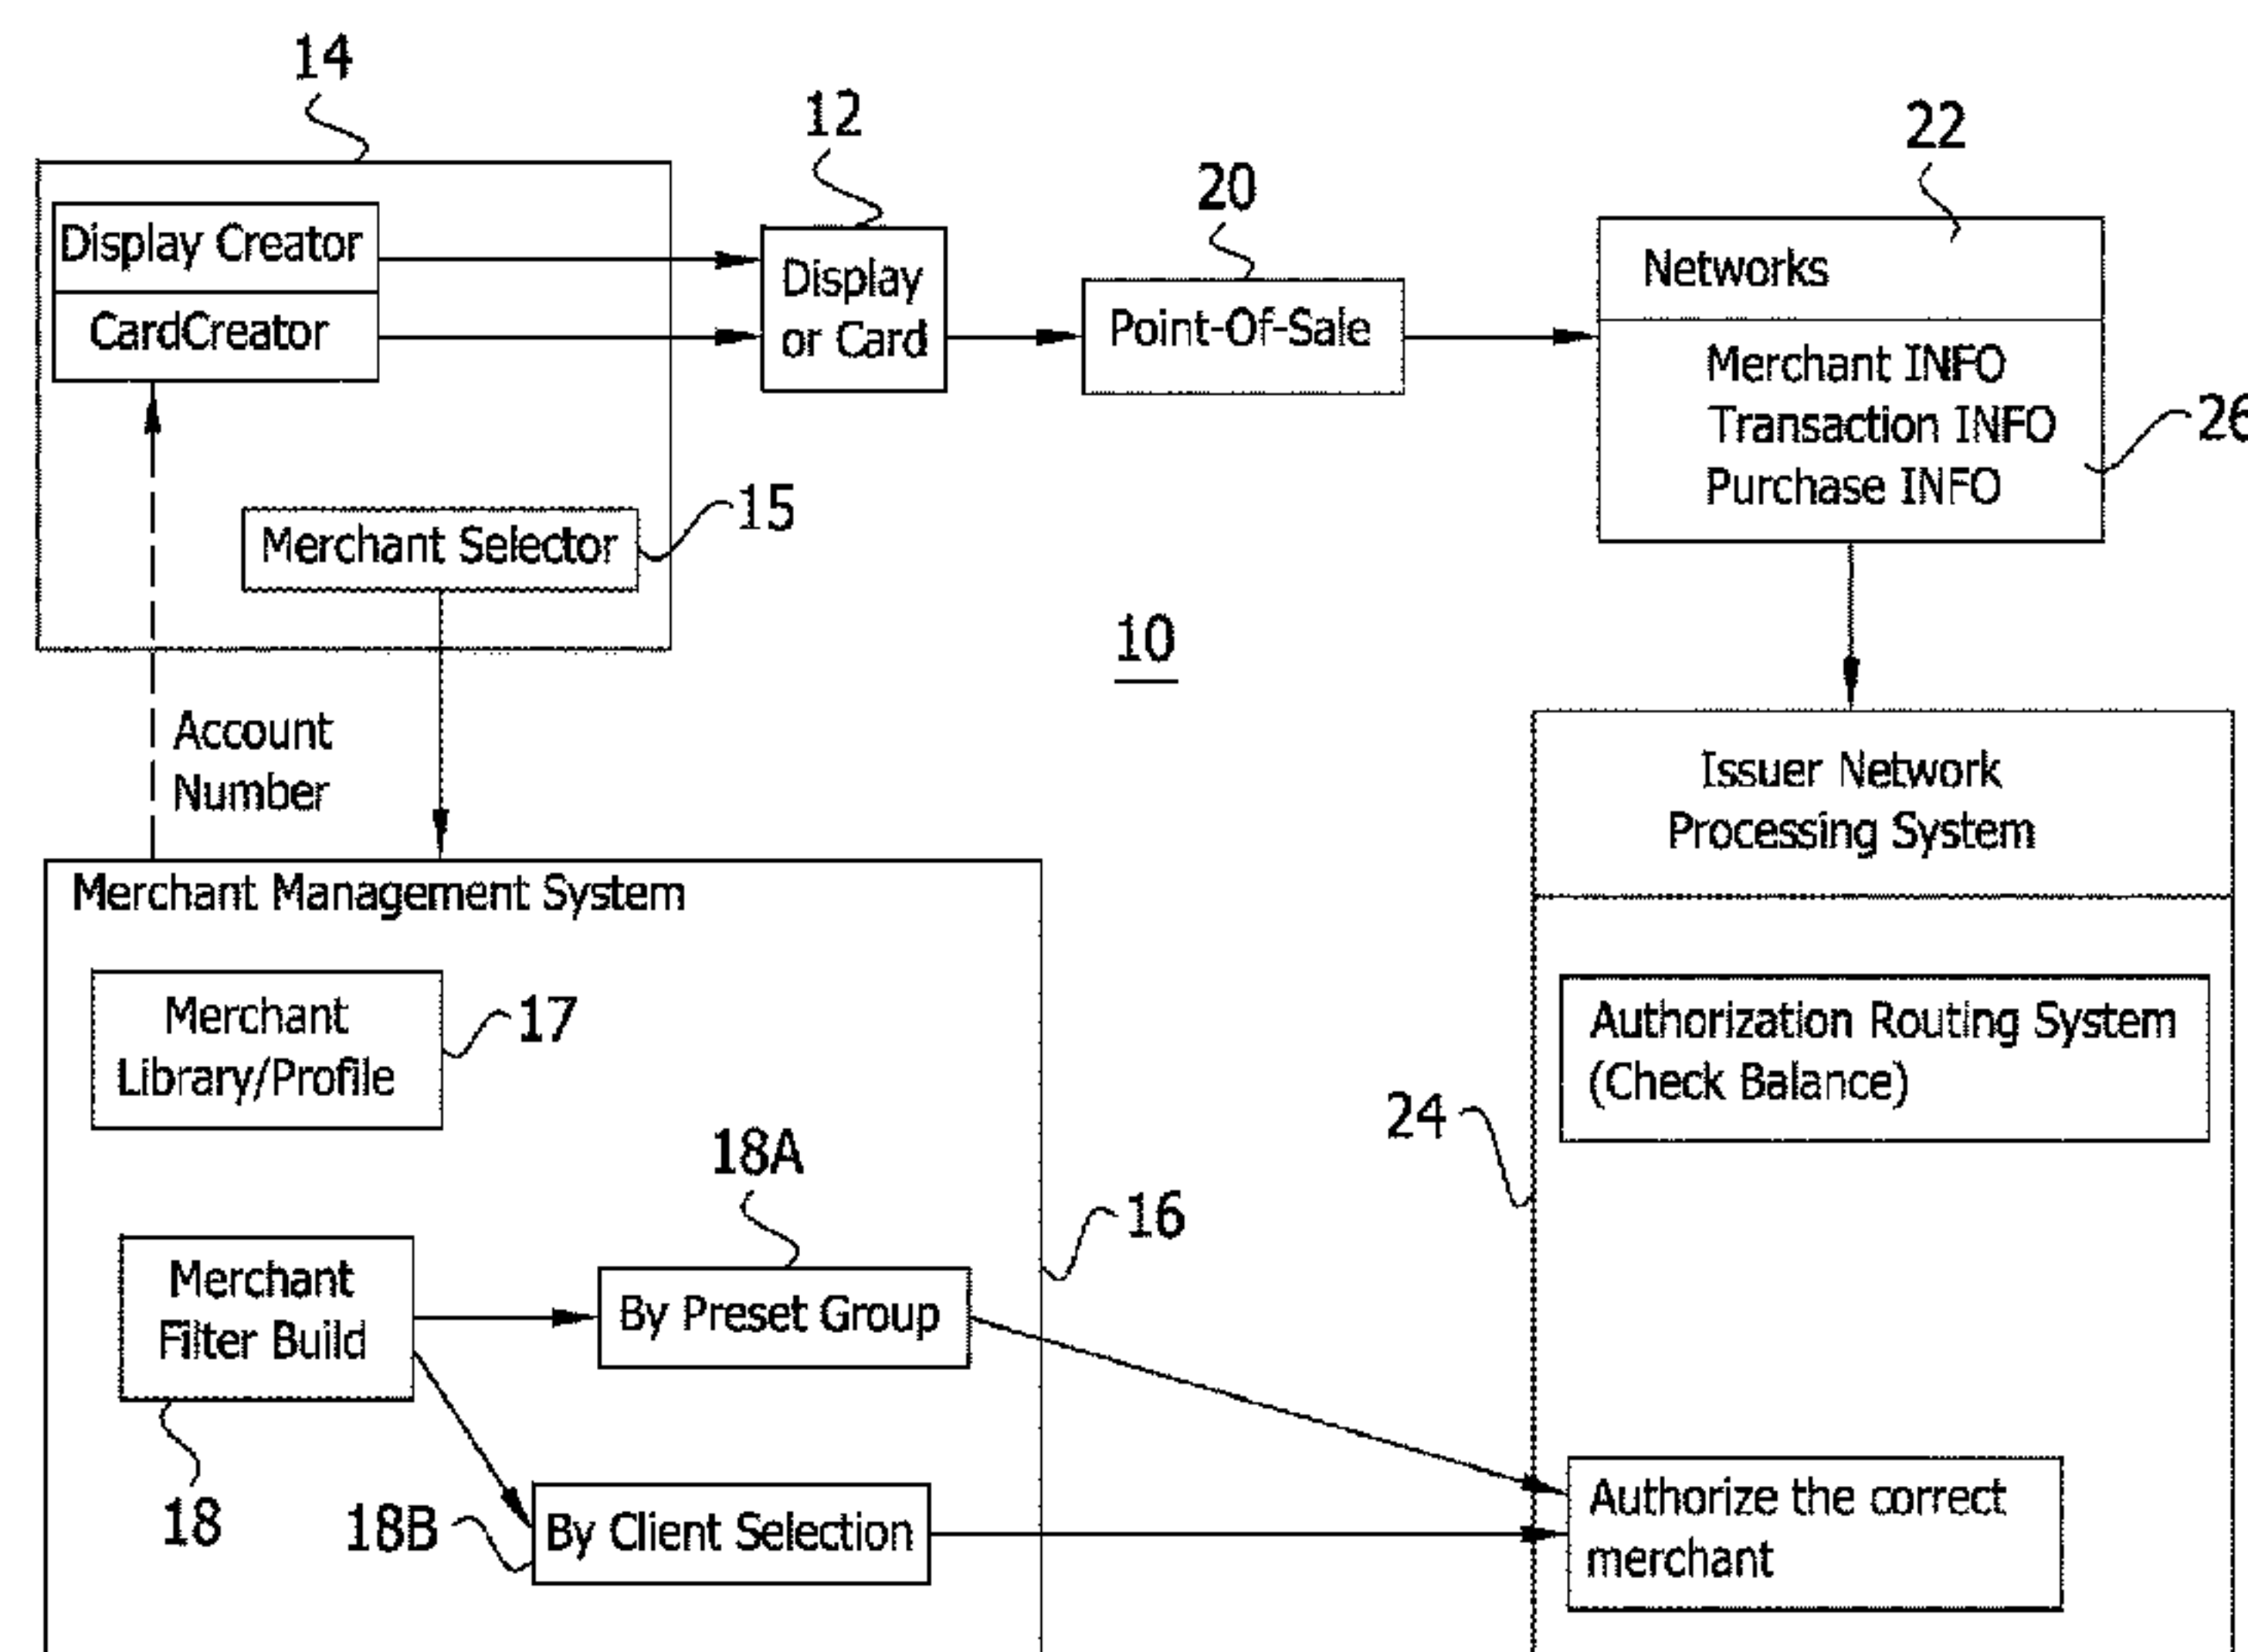 14
12
22
20
Display Creator
CardCreator
Display
or Card
Point-Of-Sale
Networks
Merchant INFO
Transaction INFO
Purchase INFO
26
Merchant Selector
15
10
Account
Number
Issuer Network
Processing System
Merchant Management System
Merchant
Library/Profile
17
Authorization Routing System
(Check Balance)
24
18A
16
Merchant
Filter Build
By Preset Group
18
18B
By Client Selection
Authorize the correct
merchant